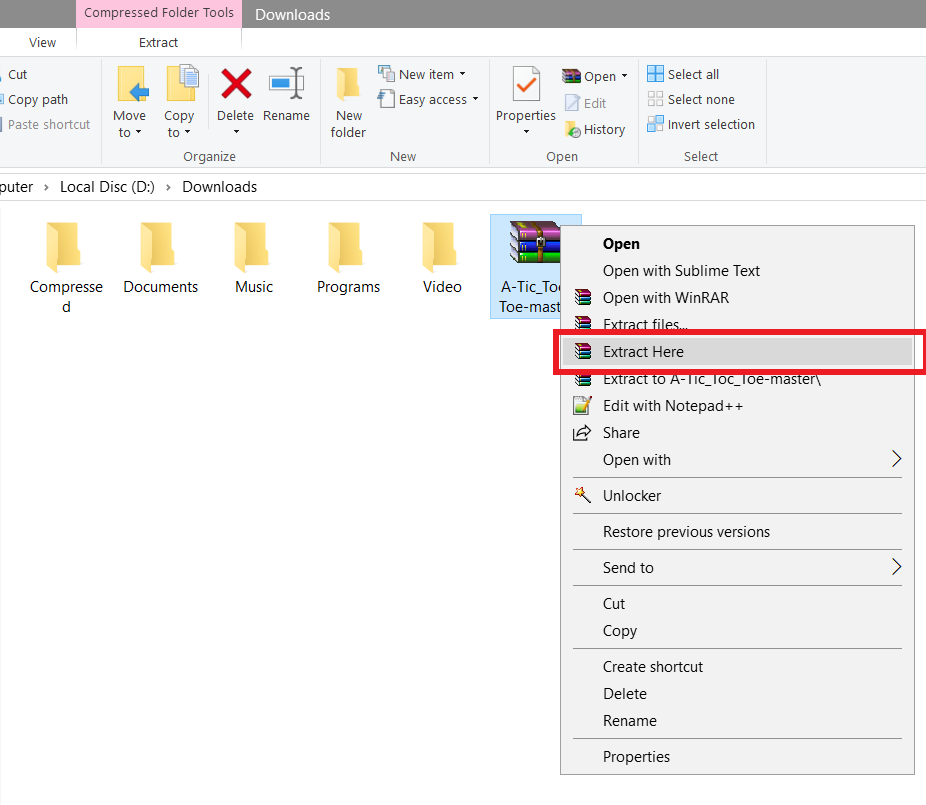 Compressed Folder Tools
Downloads
View
Extract
Cut
Copy path
Paste shortcut
Move
to
Copy
to
Delete
Rename
Organize
New
folder
New item
Easy access
New
Properties
Open
Edit
History
Open
Select all
Select none
Invert selection
Select
puter › Local Disc (D:) › Downloads
Compresse
d
Documents
Music
Programs
Video
A-Tic_Toc
Toe-mast
Open
Open with Sublime Text
Open with WinRAR
Extract files...
Extract Here
Extract to A-Tic_Toc_Toe-master\
Edit with Notepad++
Share
Open with
Unlocker
Restore previous versions
Send to
Cut
Copy
Create shortcut
Delete
Rename
Properties